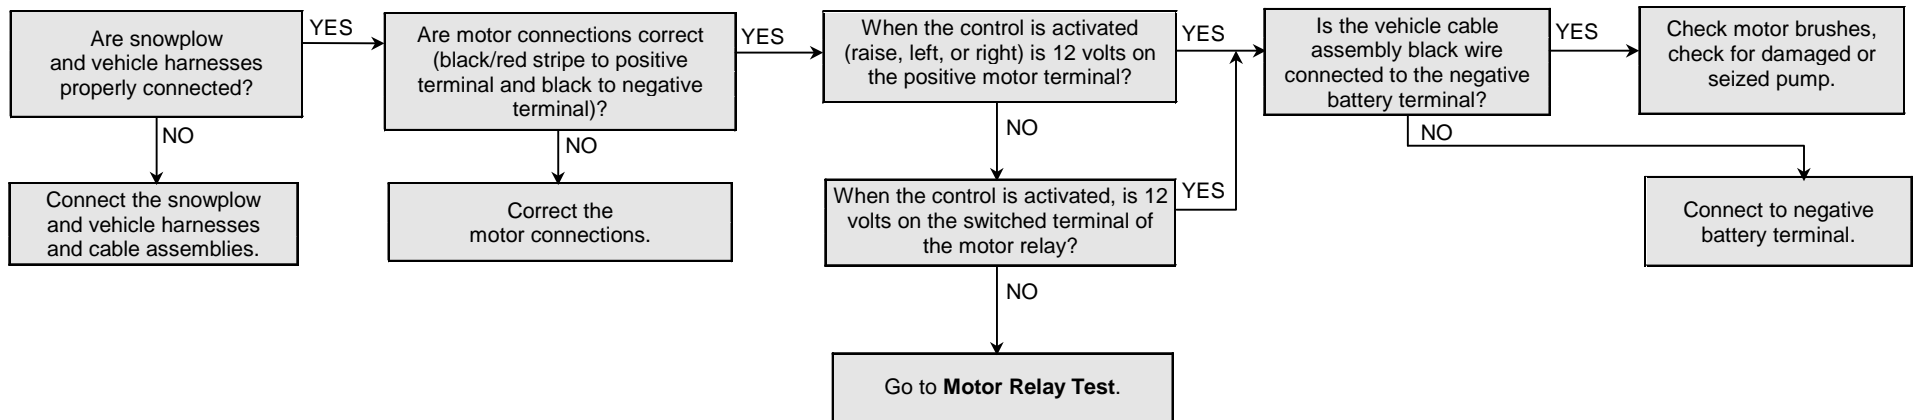 Are snowplow
and vehicle harnesses
properly connected?
YES
NO
Connect the snowplow
and vehicle harnesses
and cable assemblies.
Are motor connections correct
(black/red stripe to positive
terminal and black to negative
terminal)?
YES
NO
Correct the
motor connections.
When the control is activated
(raise, left, or right) is 12 volts on
the positive motor terminal?
YES
NO
When the control is activated, is 12
volts on the switched terminal of
the motor relay?
YES
NO
Go to Motor Relay Test.
Is the vehicle cable
assembly black wire
connected to the negative
battery terminal?
YES
NO
Check motor brushes,
check for damaged or
seized pump.
Connect to negative
battery terminal.